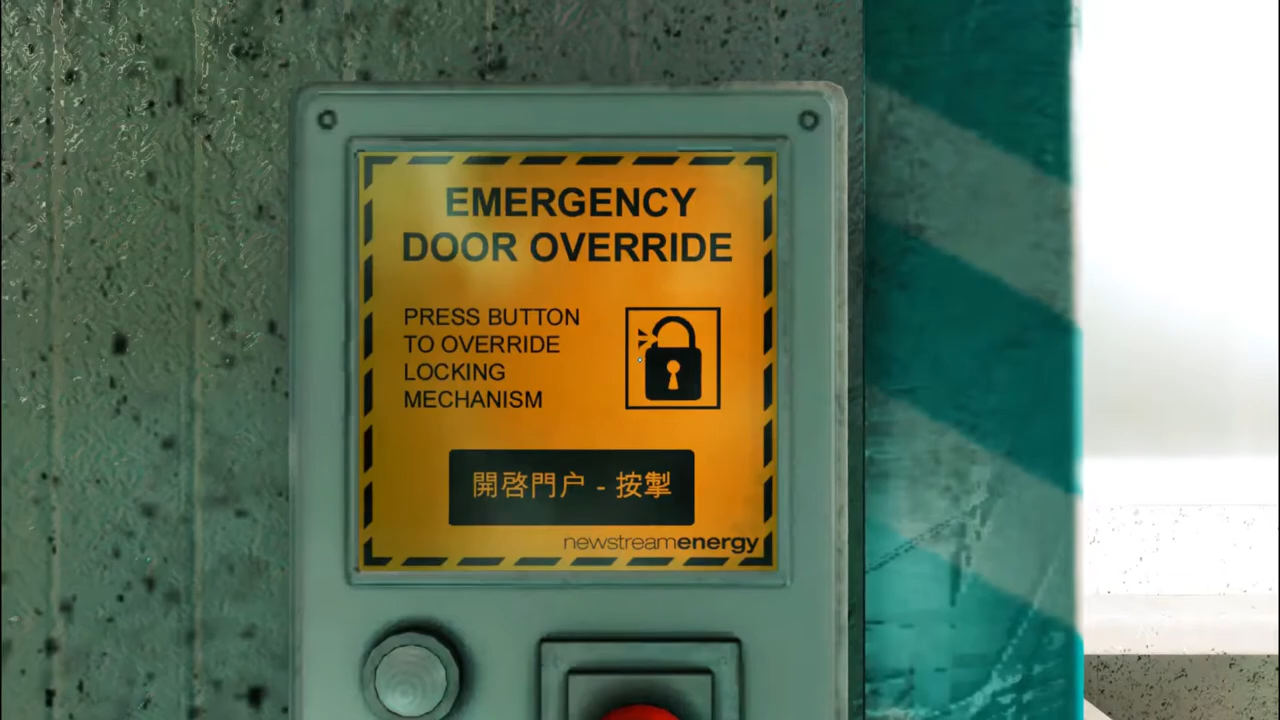 EMERGENCY
DOOR OVERRIDE
PRESS BUTTON
TO OVERRIDE
LOCKING
MECHANISM
開啓門户 - 按掣
newstreamenergy